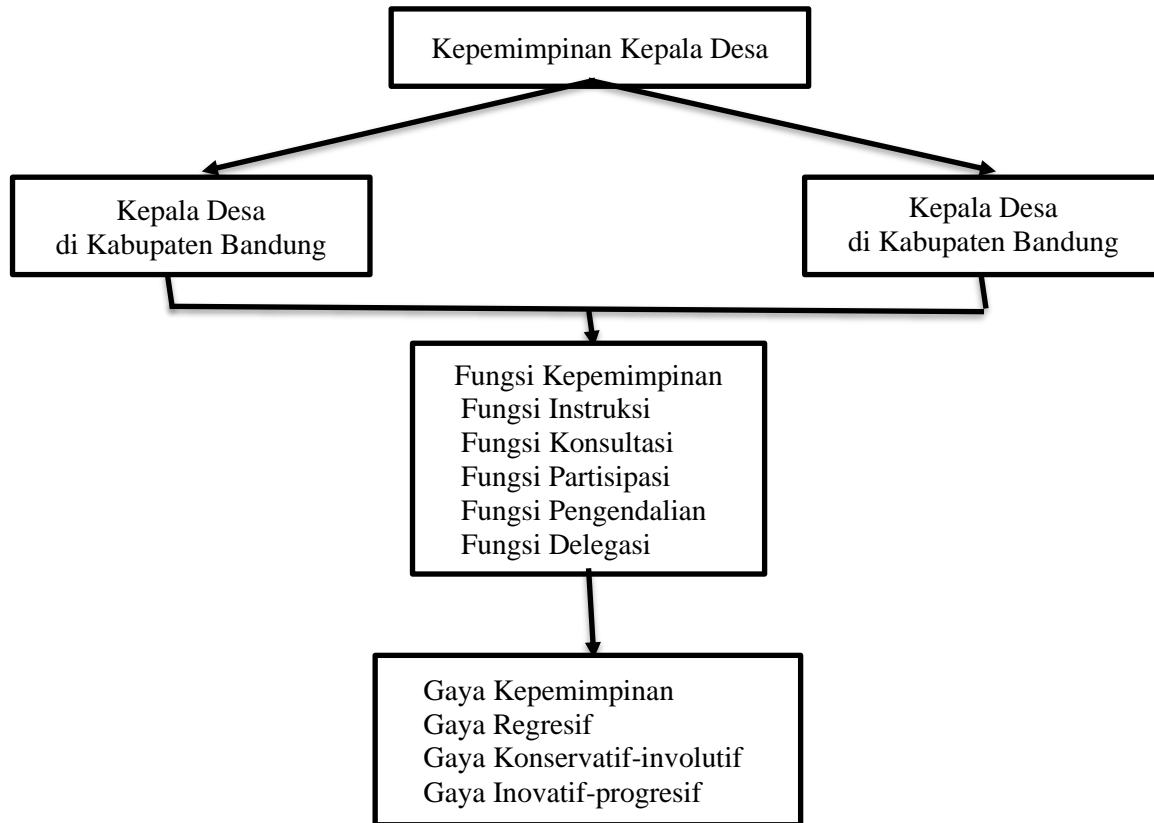 Kepemimpinan Kepala Desa
Kepala Desa
di Kabupaten Bandung
Kepala Desa
di Kabupaten Bandung
Fungsi Kepemimpinan
Fungsi Instruksi
Fungsi Konsultasi
Fungsi Partisipasi
Fungsi Pengendalian
Fungsi Delegasi
Gaya Kepemimpinan
Gaya Regresif
Gaya Konservatif-involutif
Gaya Inovatif-progresif